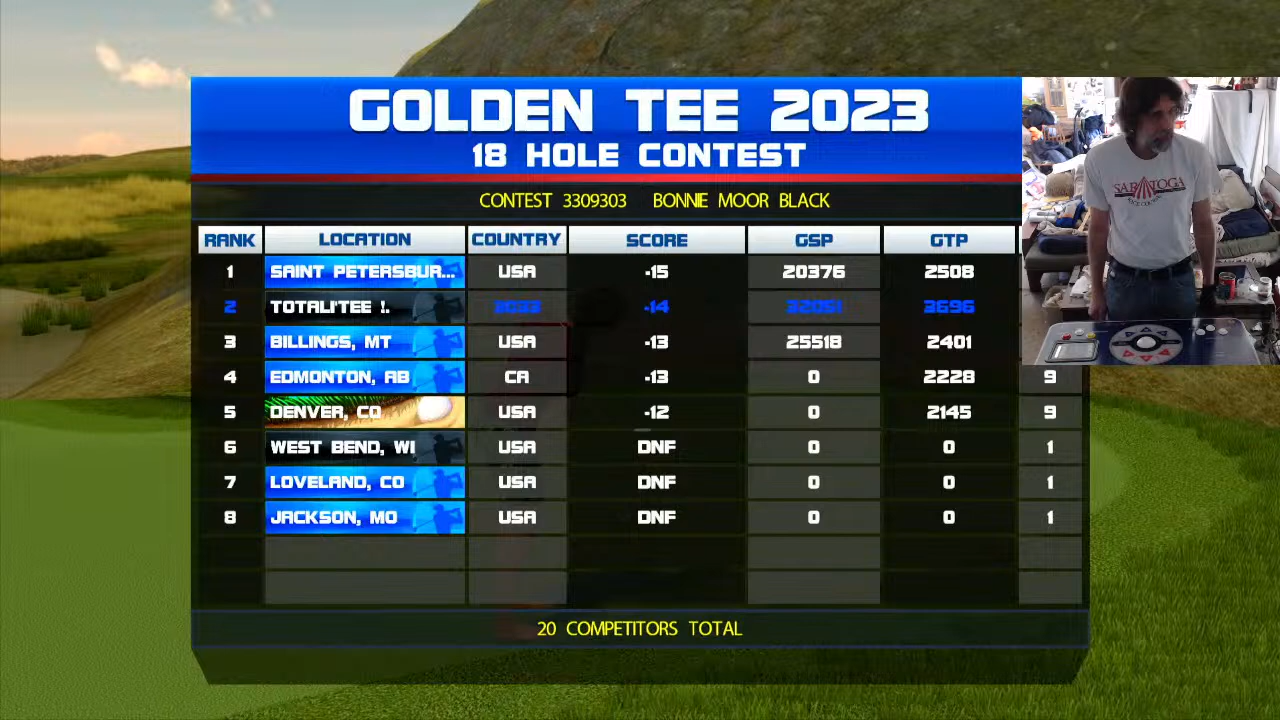 GOLDEN TEE 2023
18 HOLE CONTEST
CONTEST 3309303 BONNIE MOOR BLACK
RANK LOCATION COUNTRY SCORE GSP GTP
1 SAINT PETERSBUR... USA -15 20376 2508
2 TOTALI'TEE !. -14 3696
3 BILLINGS, MT USA -13 25518 2401
4 EDMONTON, AB CA -13 0 2228 9
5 DENVER, CO USA -12 0 2145 9
6 WEST BEND, WI USA DNF 0 0 1
7 LOVELAND, CO USA DNF 0 0 1
8 JACKSON, MO USA DNF 0 0 1
20 COMPETITORS TOTAL
SARATOGA